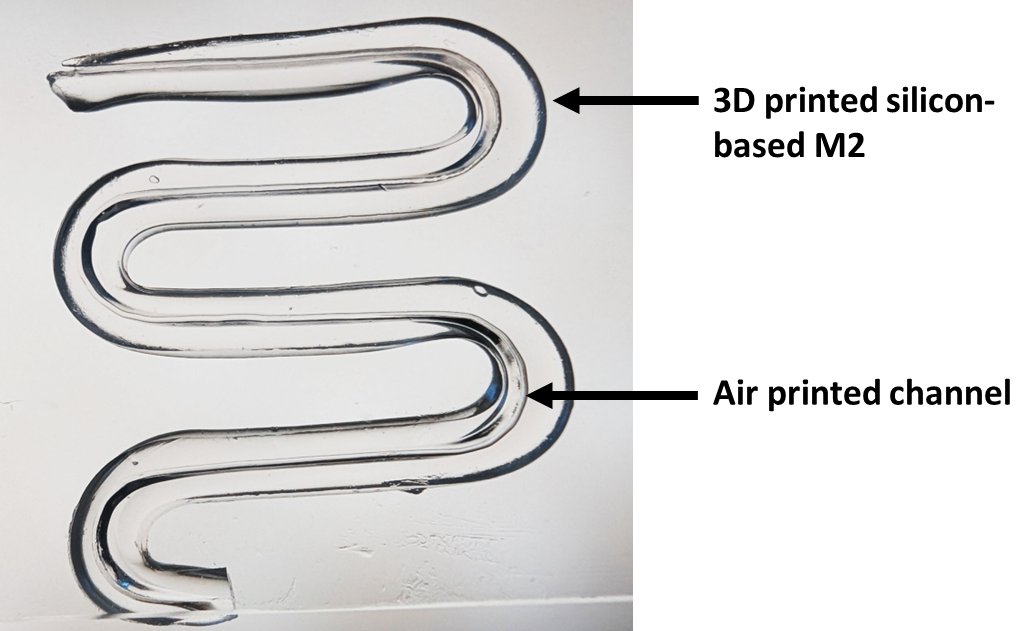 3D printed silicon-
based M2
Air printed channel